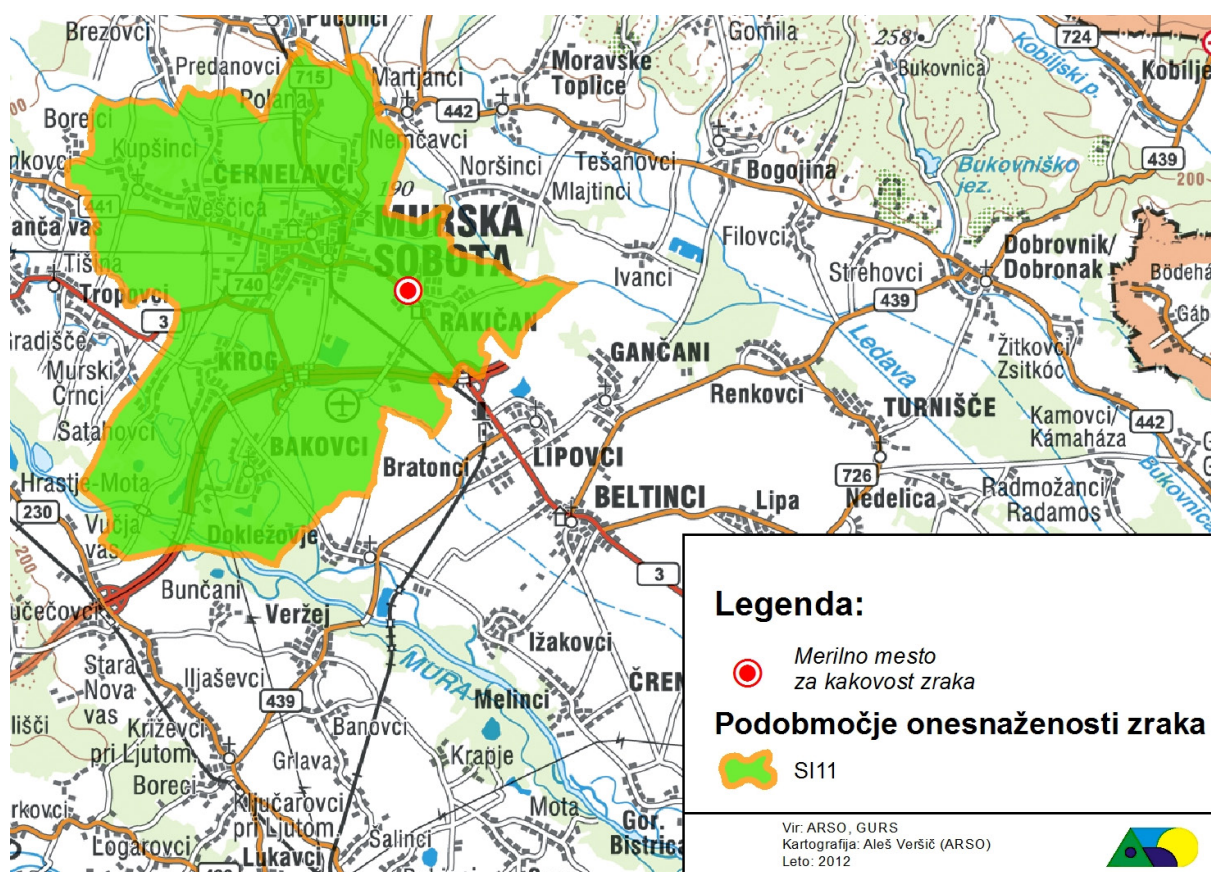 Brezovci
Puconci
Gomila
258
724
Kobiljski p.
Predanovci
715
Martjanci
Moravske
Toplice
Bukovnica
Kobilje
Polana
442
Borejci
Nemčavci
Kupšinci
Noršinci
Tešanovci
Bukovniško
jez.
439
ČERNELAVCI
190
Mlajtinci
Bogojina
200
441
Veščica
MURSKA
SOBOTA
Filovci
Dobrovnik/
Dobronak
Tišina
Ivanci
Strehovci
Tropovci
740
439
3
RAKIČAN
Ledava
Žitkovci/
Zsitkóc
Murski
Črnci
KROG
GANČANI
Renkovci
TURNIŠČE
Kamovci/
Kámaháza
442
Satahovci
BAKOVCI
Bratonci
LIPOVCI
726
Bukovnica
Hrastje-Mota
BELTINCI
Lipa
Nedelica
Radmožanci/
Radamos
230
Vučja
vas
Dokležovje
200
Bunčani
3
Veržej
Ižakovci
Stara
Nova
vas
Iljaševci
MURA
439
Melinci
Križevci
pri Ljutom.
Banovci
Grlava
Krapje
Boreci
Ključarovci
pri Ljutom.
Mota
Gor.
Bistrica
Logarovci
Lukavci
Šalinci
Legenda:
Merilno mesto
za kakovost zraka
Podobmočje onesnaženosti zraka
SI11
Vir: ARSO, GURS
Kartografija: Aleš Veršič (ARSO)
Leto: 2012